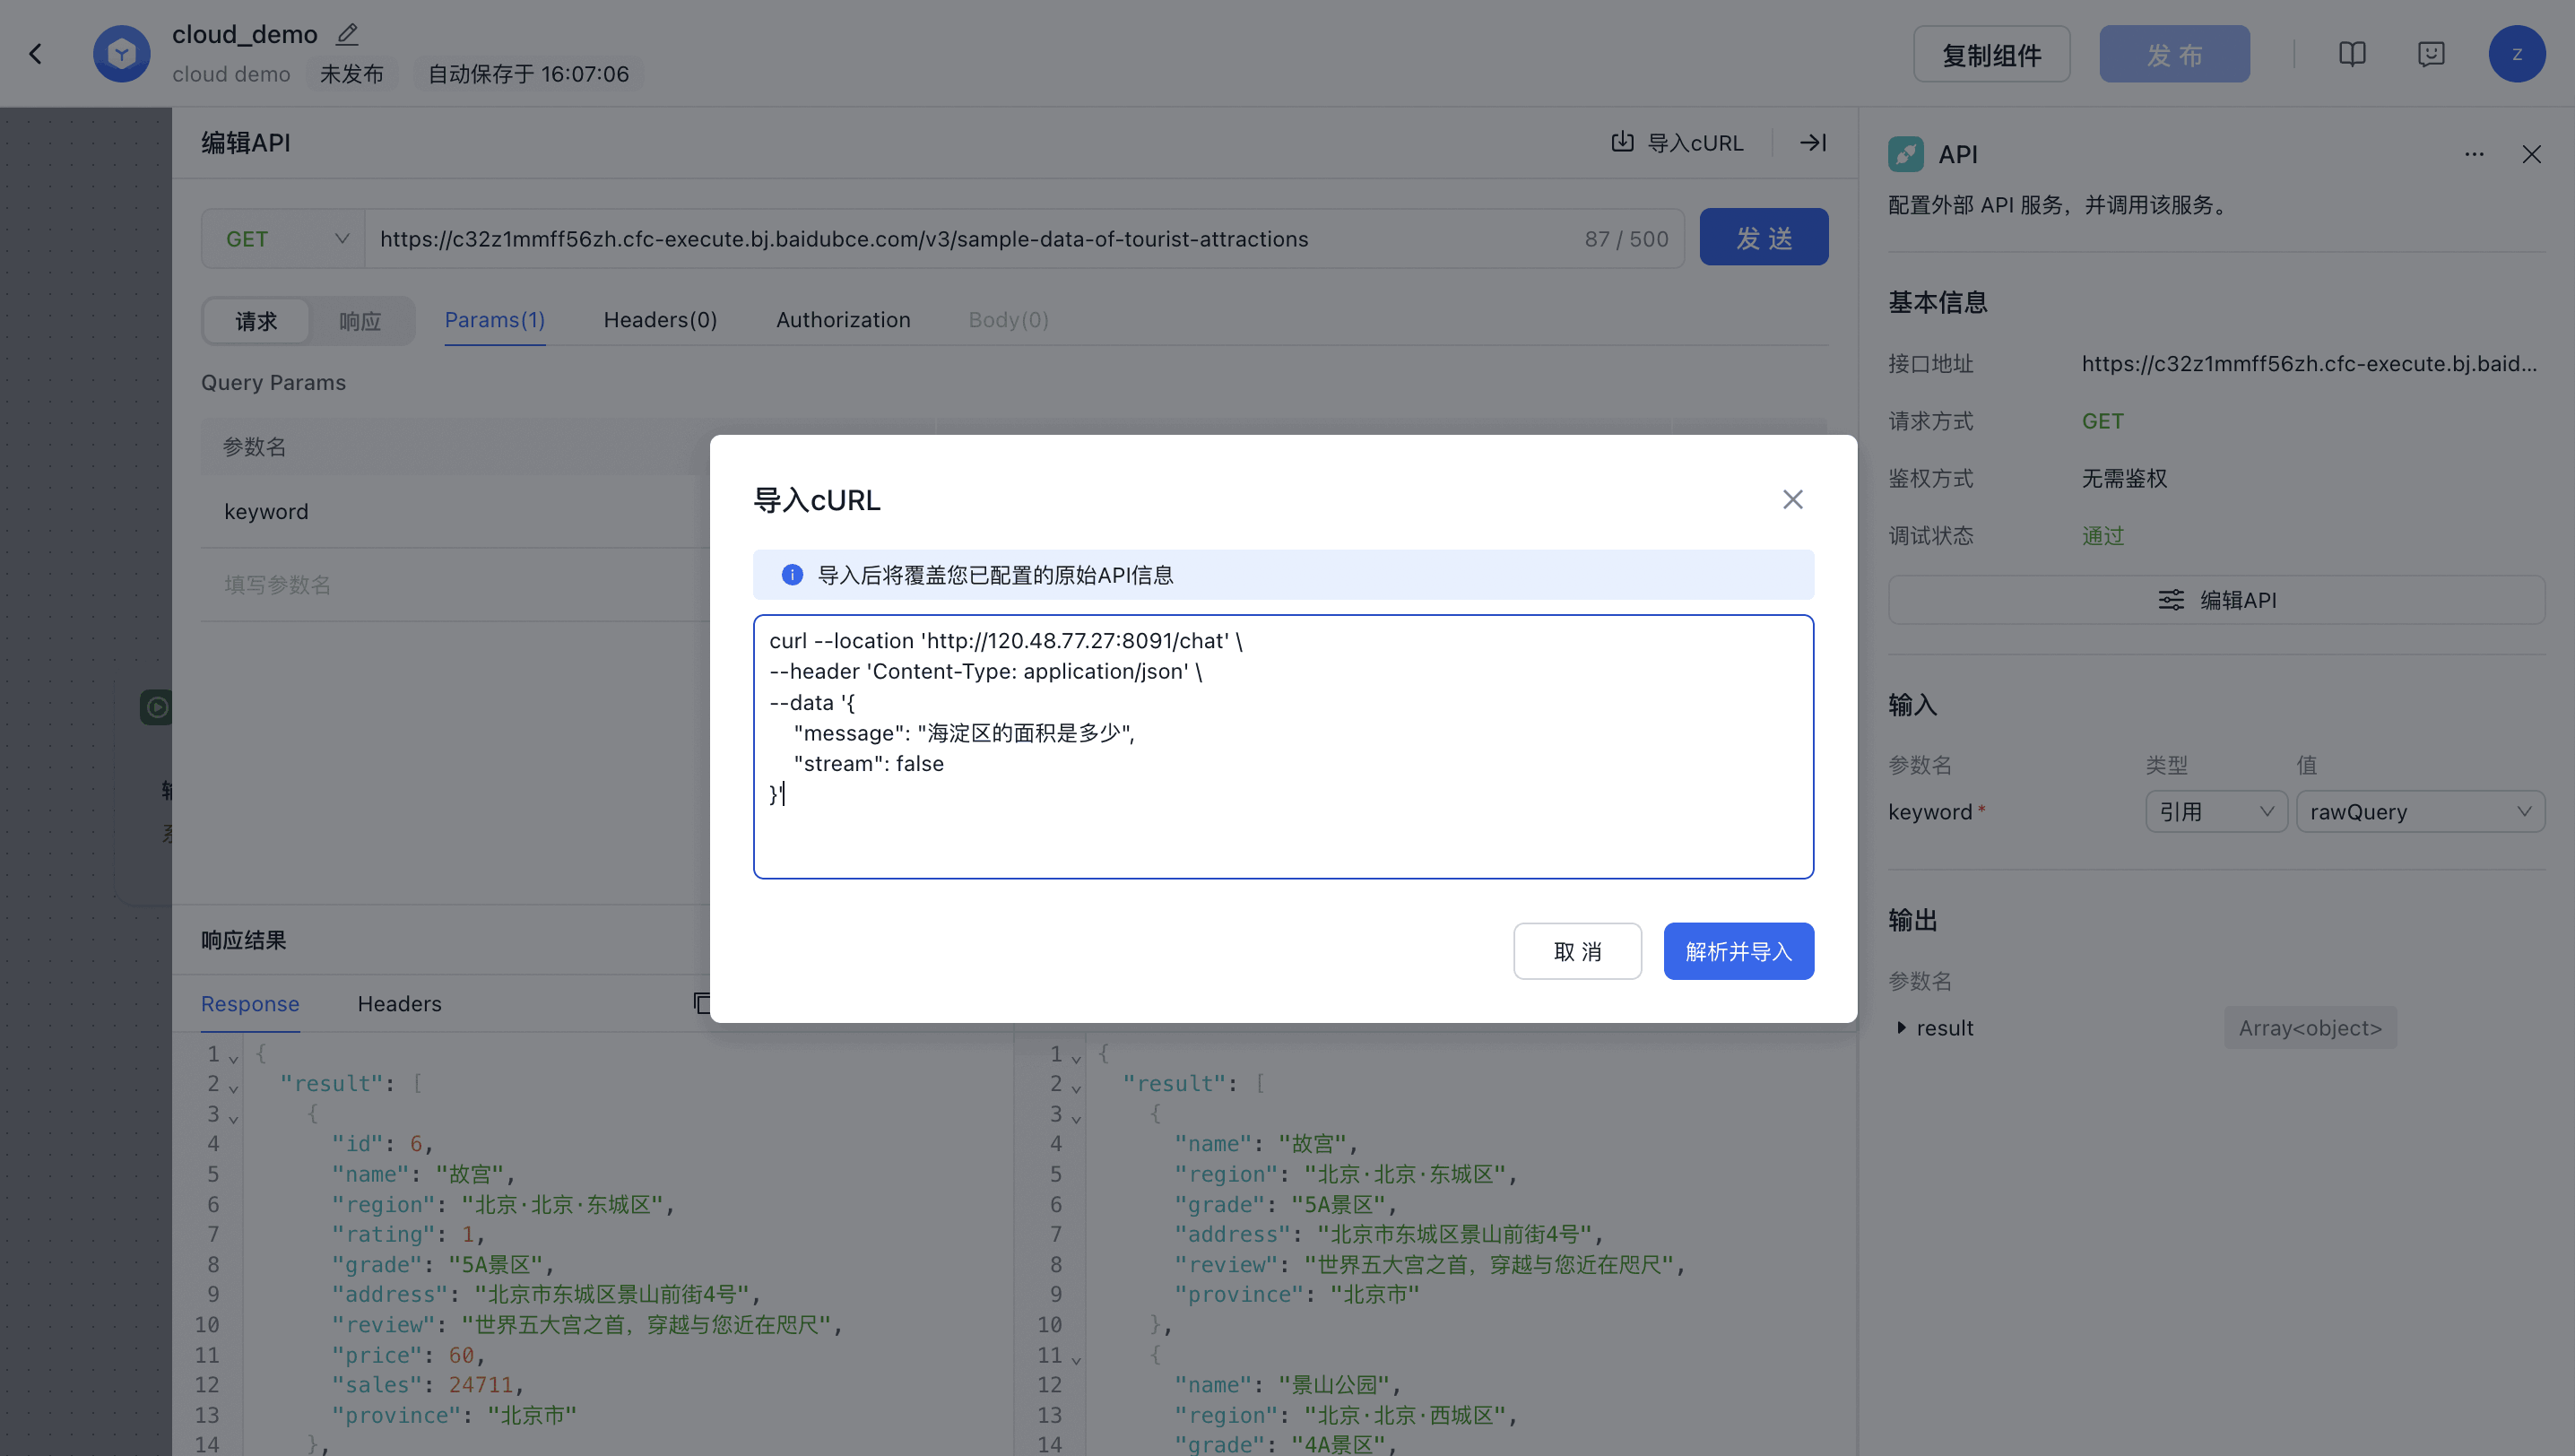 cloud_demo
cloud demo 未发布 自动保存于 16:07:06
复制组件
发 布
z
编辑API
导入cURL
GET
https://c32z1mmff56zh.cfc-execute.bj.baidubce.com/v3/sample-data-of-tourist-attractions
87 / 500
发 送
请求 响应 Params(1) Headers(0) Authorization Body(0)
Query Params
参数名
keyword
填写参数名
导入cURL
导入后将覆盖您已配置的原始API信息
curl --location 'http://120.48.77.27:8091/chat' \
--header 'Content-Type: application/json' \
--data '{
"message": "海淀区的面积是多少",
"stream": false
}'
取 消 解析并导入
响应结果
Response Headers
1 {
2 "result": [
3 {
4 "id": 6,
5 "name": "故宫",
6 "region": "北京·北京·东城区",
7 "rating": 1,
8 "grade": "5A景区",
9 "address": "北京市东城区景山前街4号",
10 "review": "世界五大宫之首，穿越与您近在咫尺",
11 "price": 60,
12 "sales": 24711,
13 "province": "北京市"
14 },
1 {
2 "result": [
3 {
4 "name": "故宫",
5 "region": "北京·北京·东城区",
6 "grade": "5A景区",
7 "address": "北京市东城区景山前街4号",
8 "review": "世界五大宫之首，穿越与您近在咫尺",
9 "province": "北京市"
10 },
11 {
12 "name": "景山公园",
13 "region": "北京·北京·西城区",
14 "grade": "4A景区",
API
配置外部 API 服务，并调用该服务。
基本信息
接口地址 https://c32z1mmff56zh.cfc-execute.bj.baid...
请求方式 GET
鉴权方式 无需鉴权
调试状态 通过
编辑API
输入
参数名 类型 值
keyword* 引用 rawQuery
输出
参数名
result Array<object>